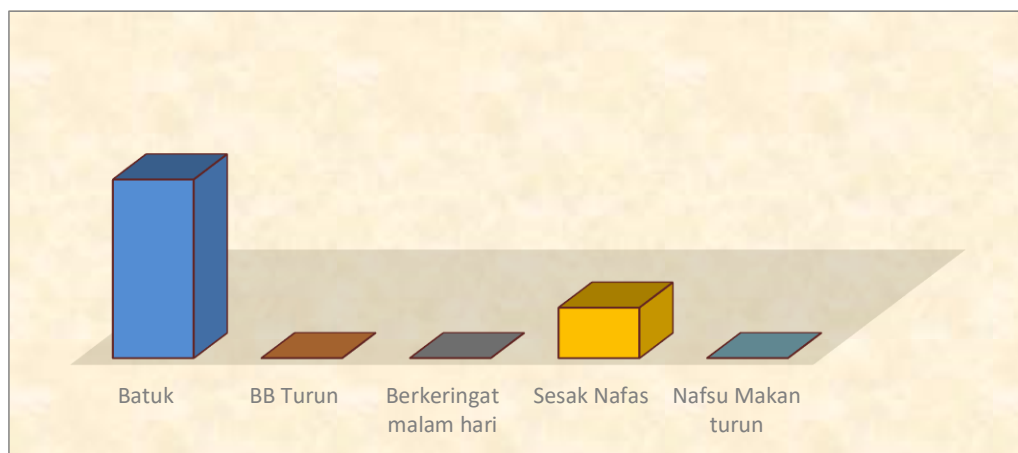 Batuk
BB Turun
Berkeringat
malam hari
Sesak Nafas
Nafsu Makan
turun